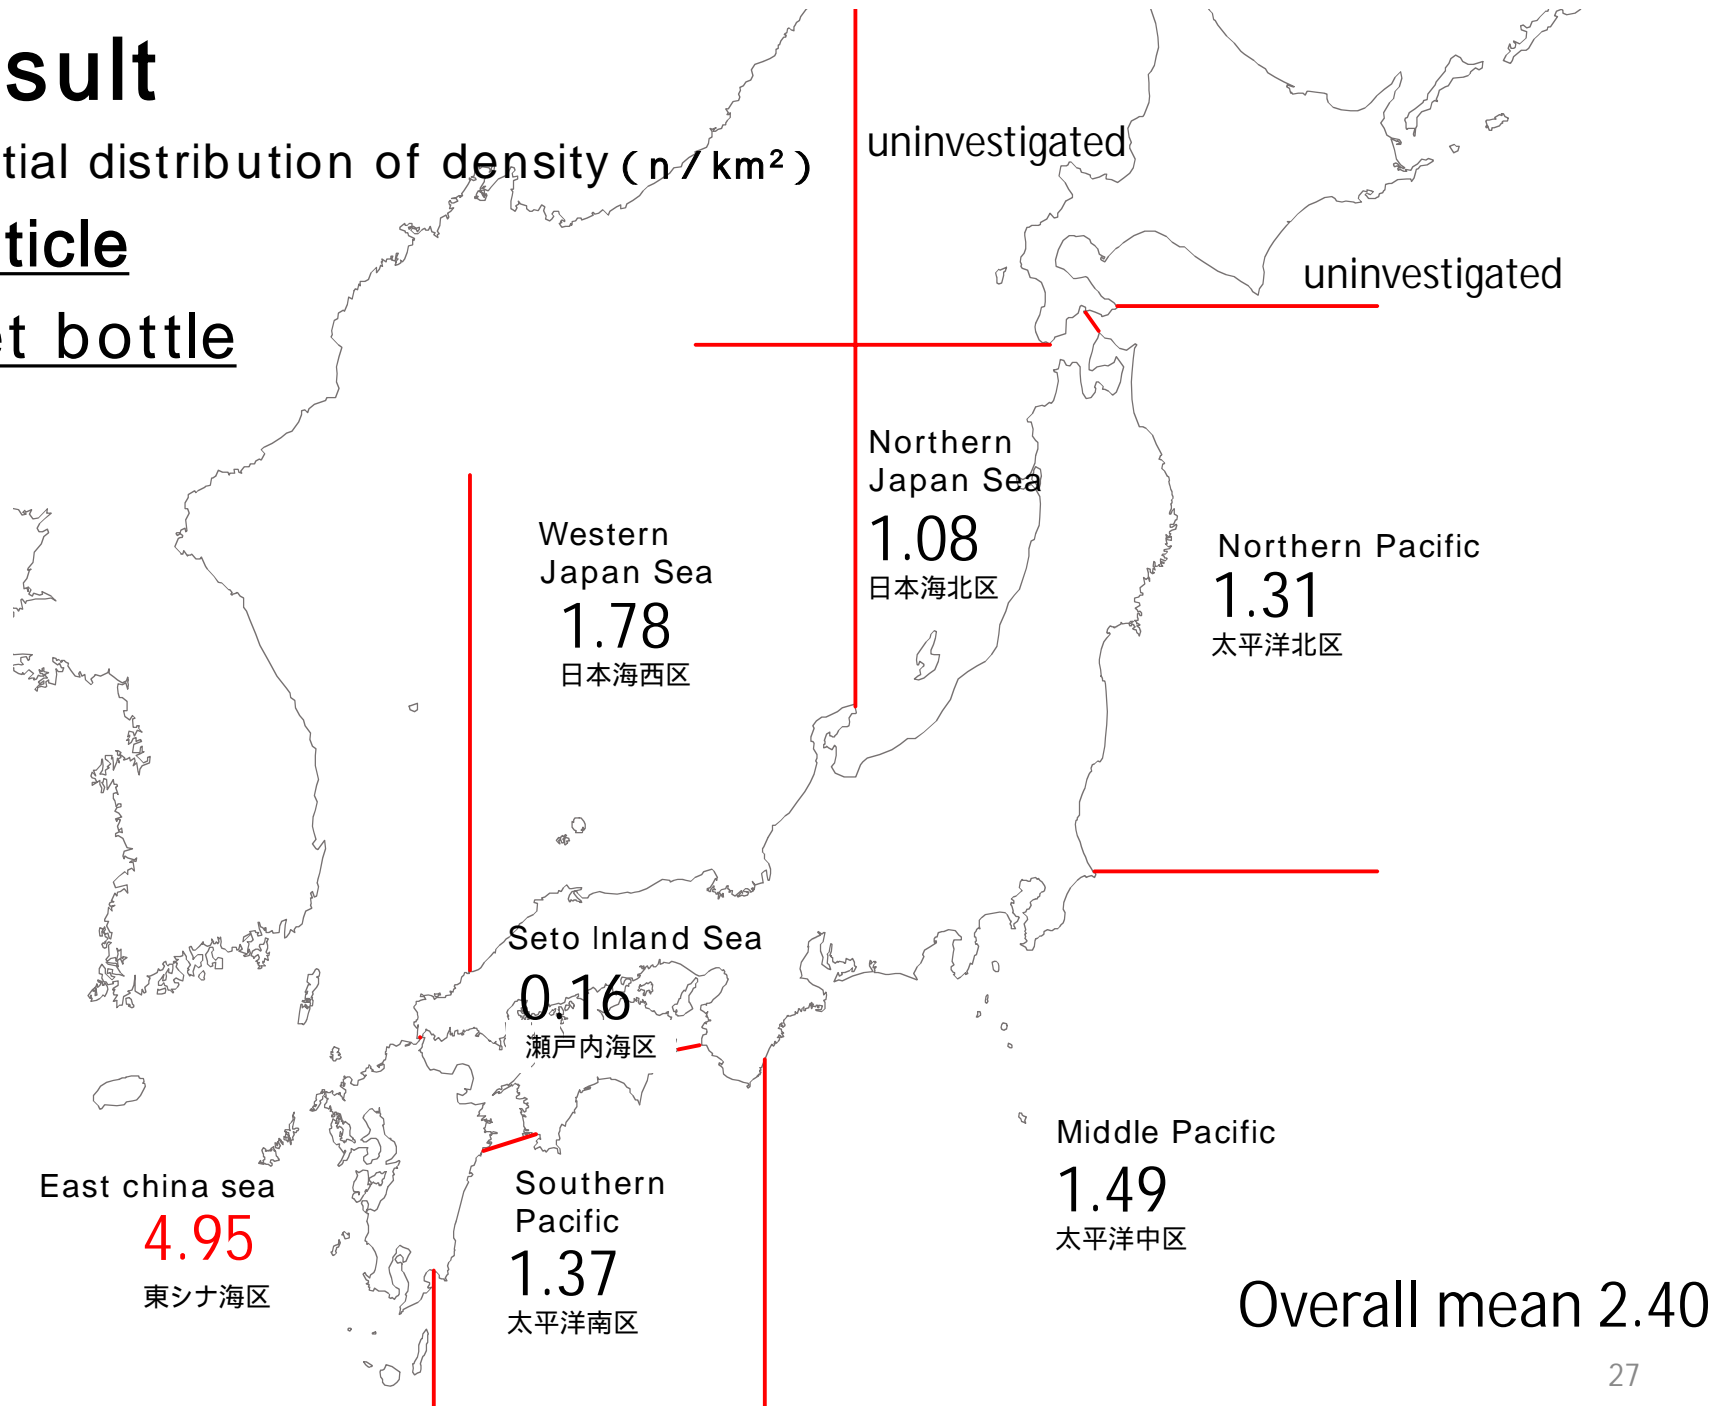 sult
tial distribution of density(n/km²)
ticle
et bottle
uninvestigated
uninvestigated
Northern
Japan Sea
1.08
日本海北区
Western
Japan Sea
1.78
日本海西区
Northern Pacific
1.31
太平洋北区
Seto Inland Sea
0.16
瀬戸内海区
East china sea
4.95
東シナ海区
Southern
Pacific
1.37
太平洋南区
Middle Pacific
1.49
太平洋中区
Overall mean 2.40
27